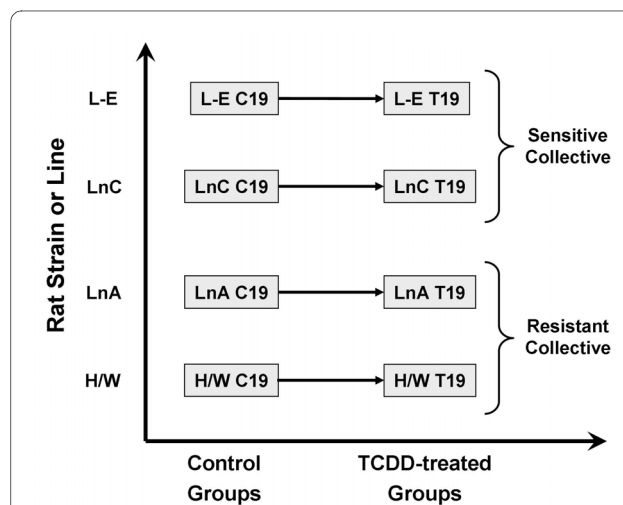 Rat Strain or Line
L-E
L-E C19
L-E T19
LnC
LnC C19
LnC T19
LnA
LnA C19
LnA T19
H/W
H/W C19
H/W T19
Sensitive
Collective
Resistant
Collective
Control
Groups
TCDD-treated
Groups